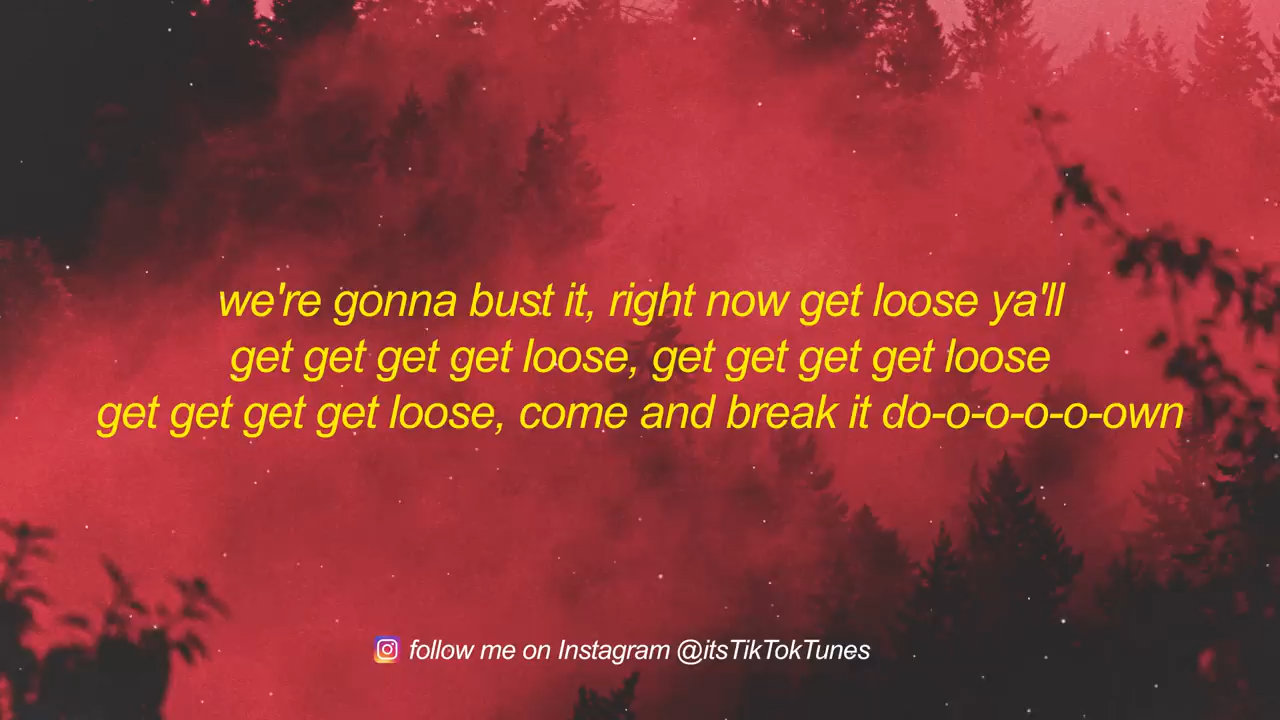 we're gonna bust it, right now get loose ya'll
get get get get loose, get get get get loose
get get get get loose, come and break it do-o-o-o-o-own
follow me on Instagram @itsTikTokTunes